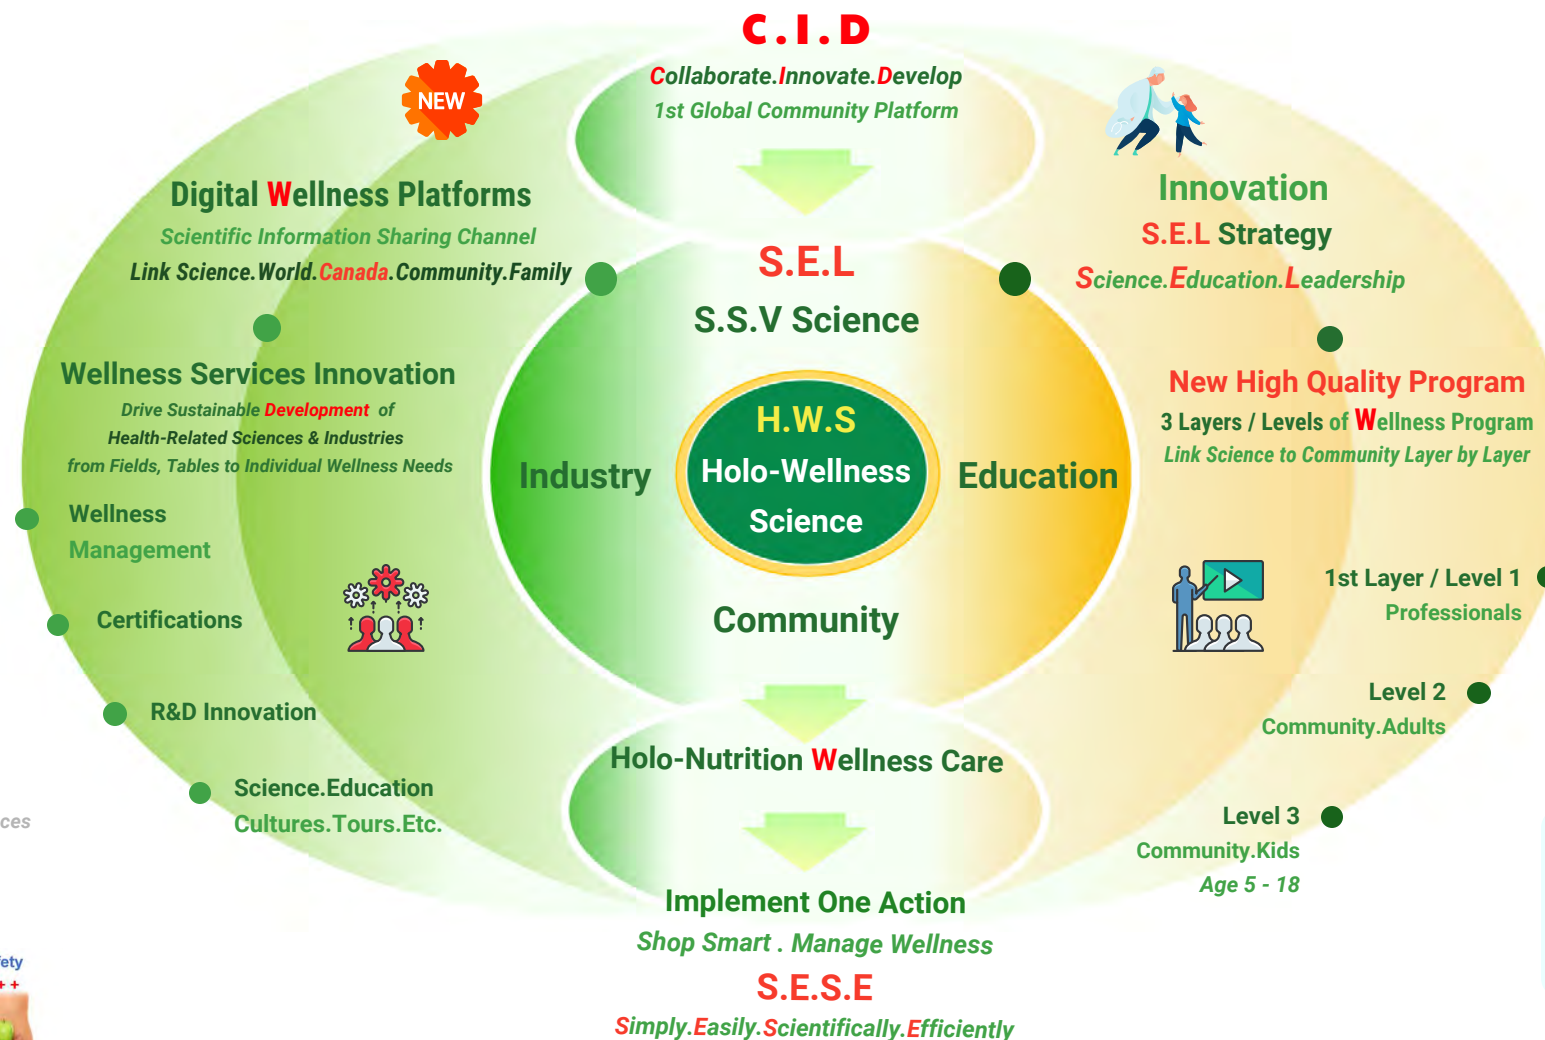 C.I.D
Collaborate.Innovate.Develop
1st Global Community Platform
NEW
Digital Wellness Platforms
Scientific Information Sharing Channel
Link Science.World.Canada.Community.Family
Wellness Services Innovation
Drive Sustainable Development of
Health-Related Sciences & Industries
from Fields, Tables to Individual Wellness Needs
Wellness
Management
Certifications
R&D Innovation
Science.Education
Cultures.Tours.Etc.
S.E.L
S.S.V Science
H.W.S
Holo-Wellness
Science
Industry
Education
Community
Holo-Nutrition Wellness Care
Implement One Action
Shop Smart . Manage Wellness
S.E.S.E
Simply.Easily.Scientifically.Efficiently
Innovation
S.E.L Strategy
Science.Education.Leadership
New High Quality Program
3 Layers / Levels of Wellness Program
Link Science to Community Layer by Layer
1st Layer / Level 1
Professionals
Level 2
Community.Adults
Level 3
Community.Kids
Age 5 - 18